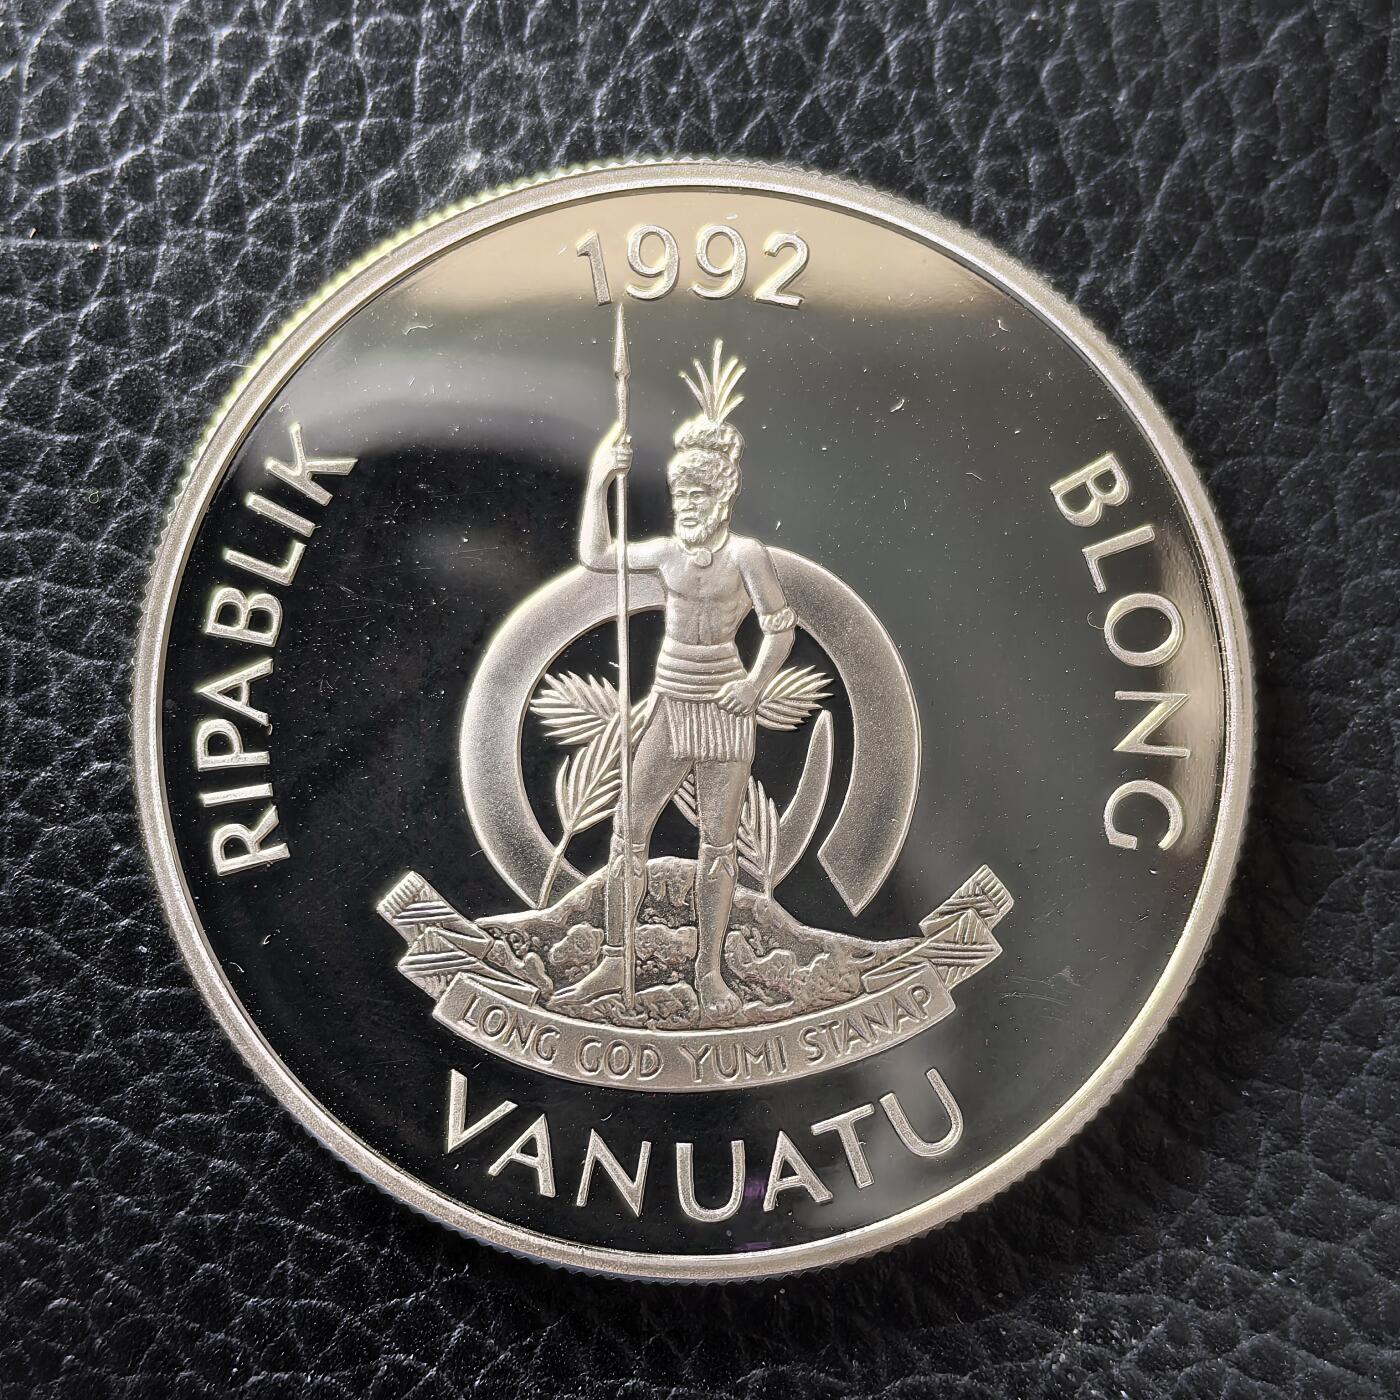 1992
RIPABLIK
BLONG
VANUATU
LONG GOD YUMI STANAP